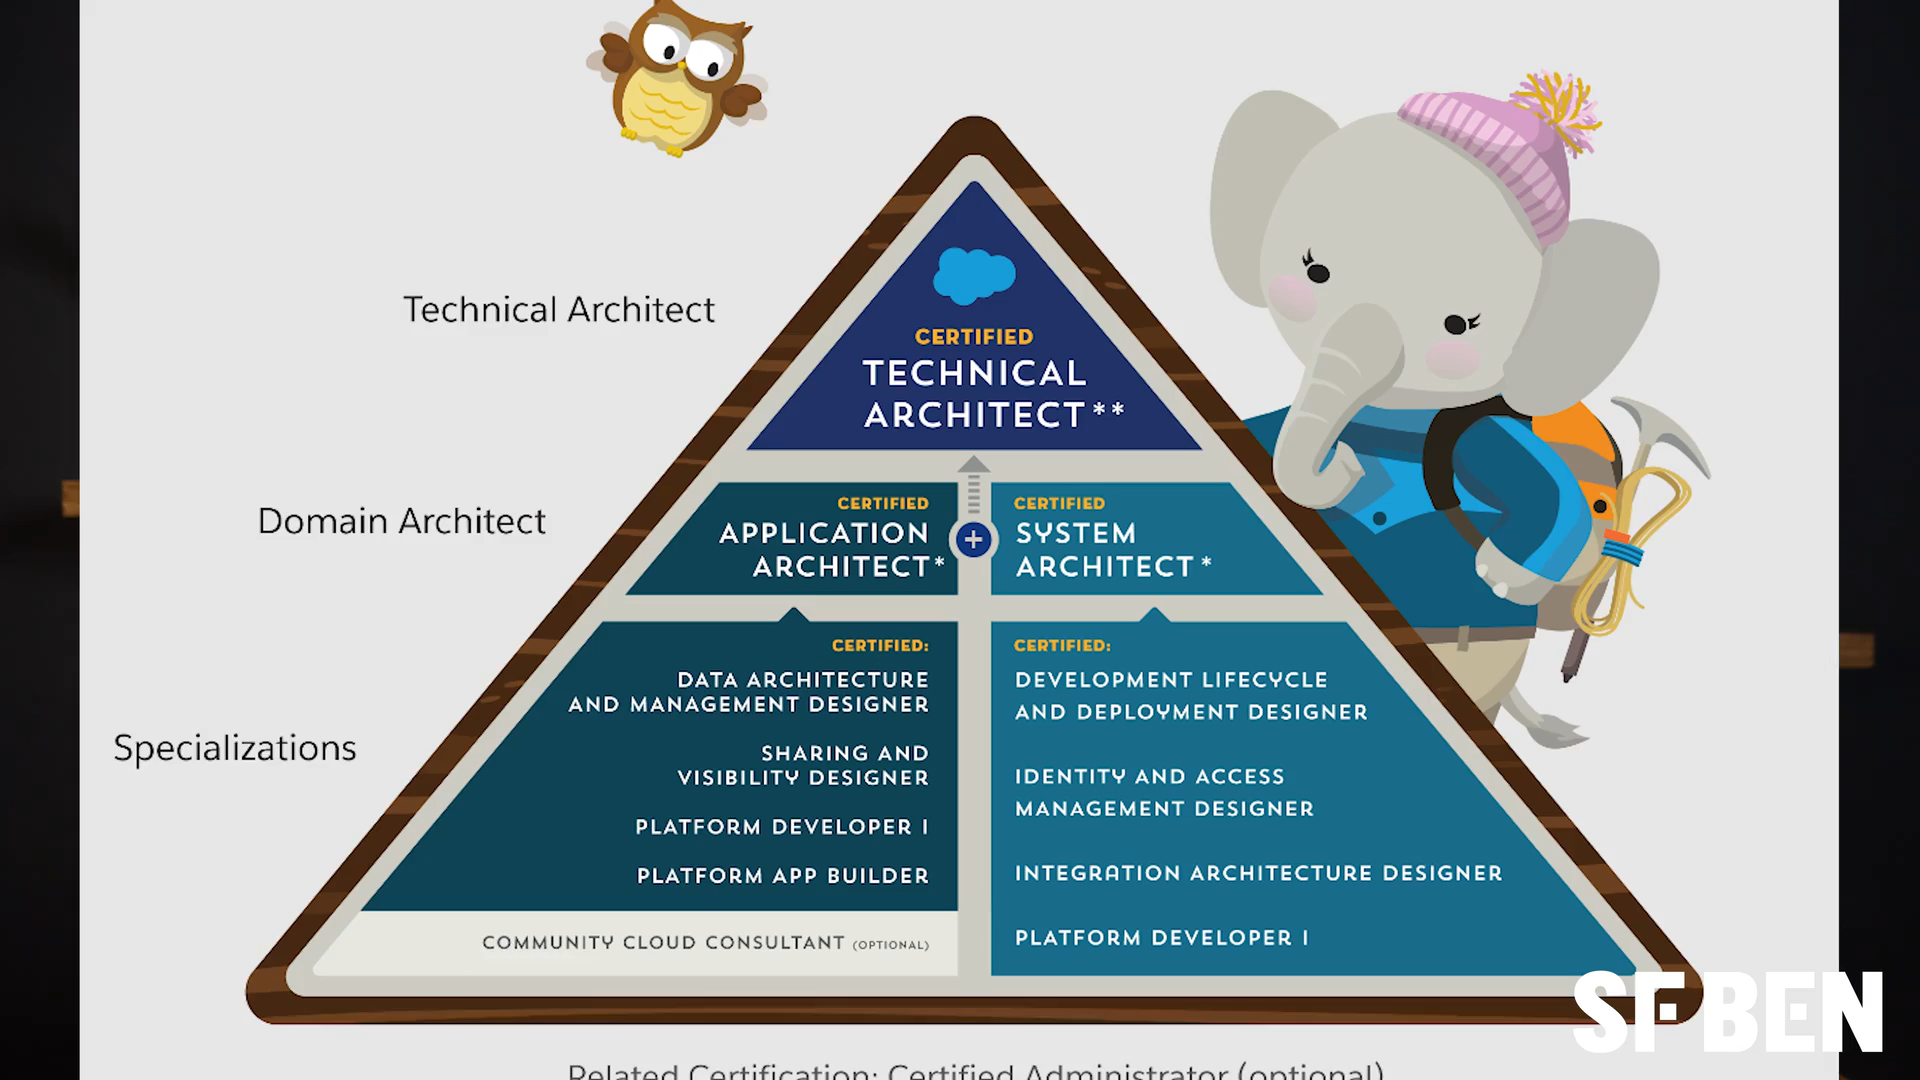 Technical Architect
CERTIFIED
TECHNICAL
ARCHITECT**
Domain Architect
CERTIFIED
APPLICATION
ARCHITECT*
+
CERTIFIED
SYSTEM
ARCHITECT*
Specializations
CERTIFIED:
DATA ARCHITECTURE
AND MANAGEMENT DESIGNER
SHARING AND
VISIBILITY DESIGNER
PLATFORM DEVELOPER I
PLATFORM APP BUILDER
COMMUNITY CLOUD CONSULTANT (OPTIONAL)
CERTIFIED:
DEVELOPMENT LIFECYCLE
AND DEPLOYMENT DESIGNER
IDENTITY AND ACCESS
MANAGEMENT DESIGNER
INTEGRATION ARCHITECTURE DESIGNER
PLATFORM DEVELOPER I
Related Certification: Certified Administrator (optional)
SF BEN